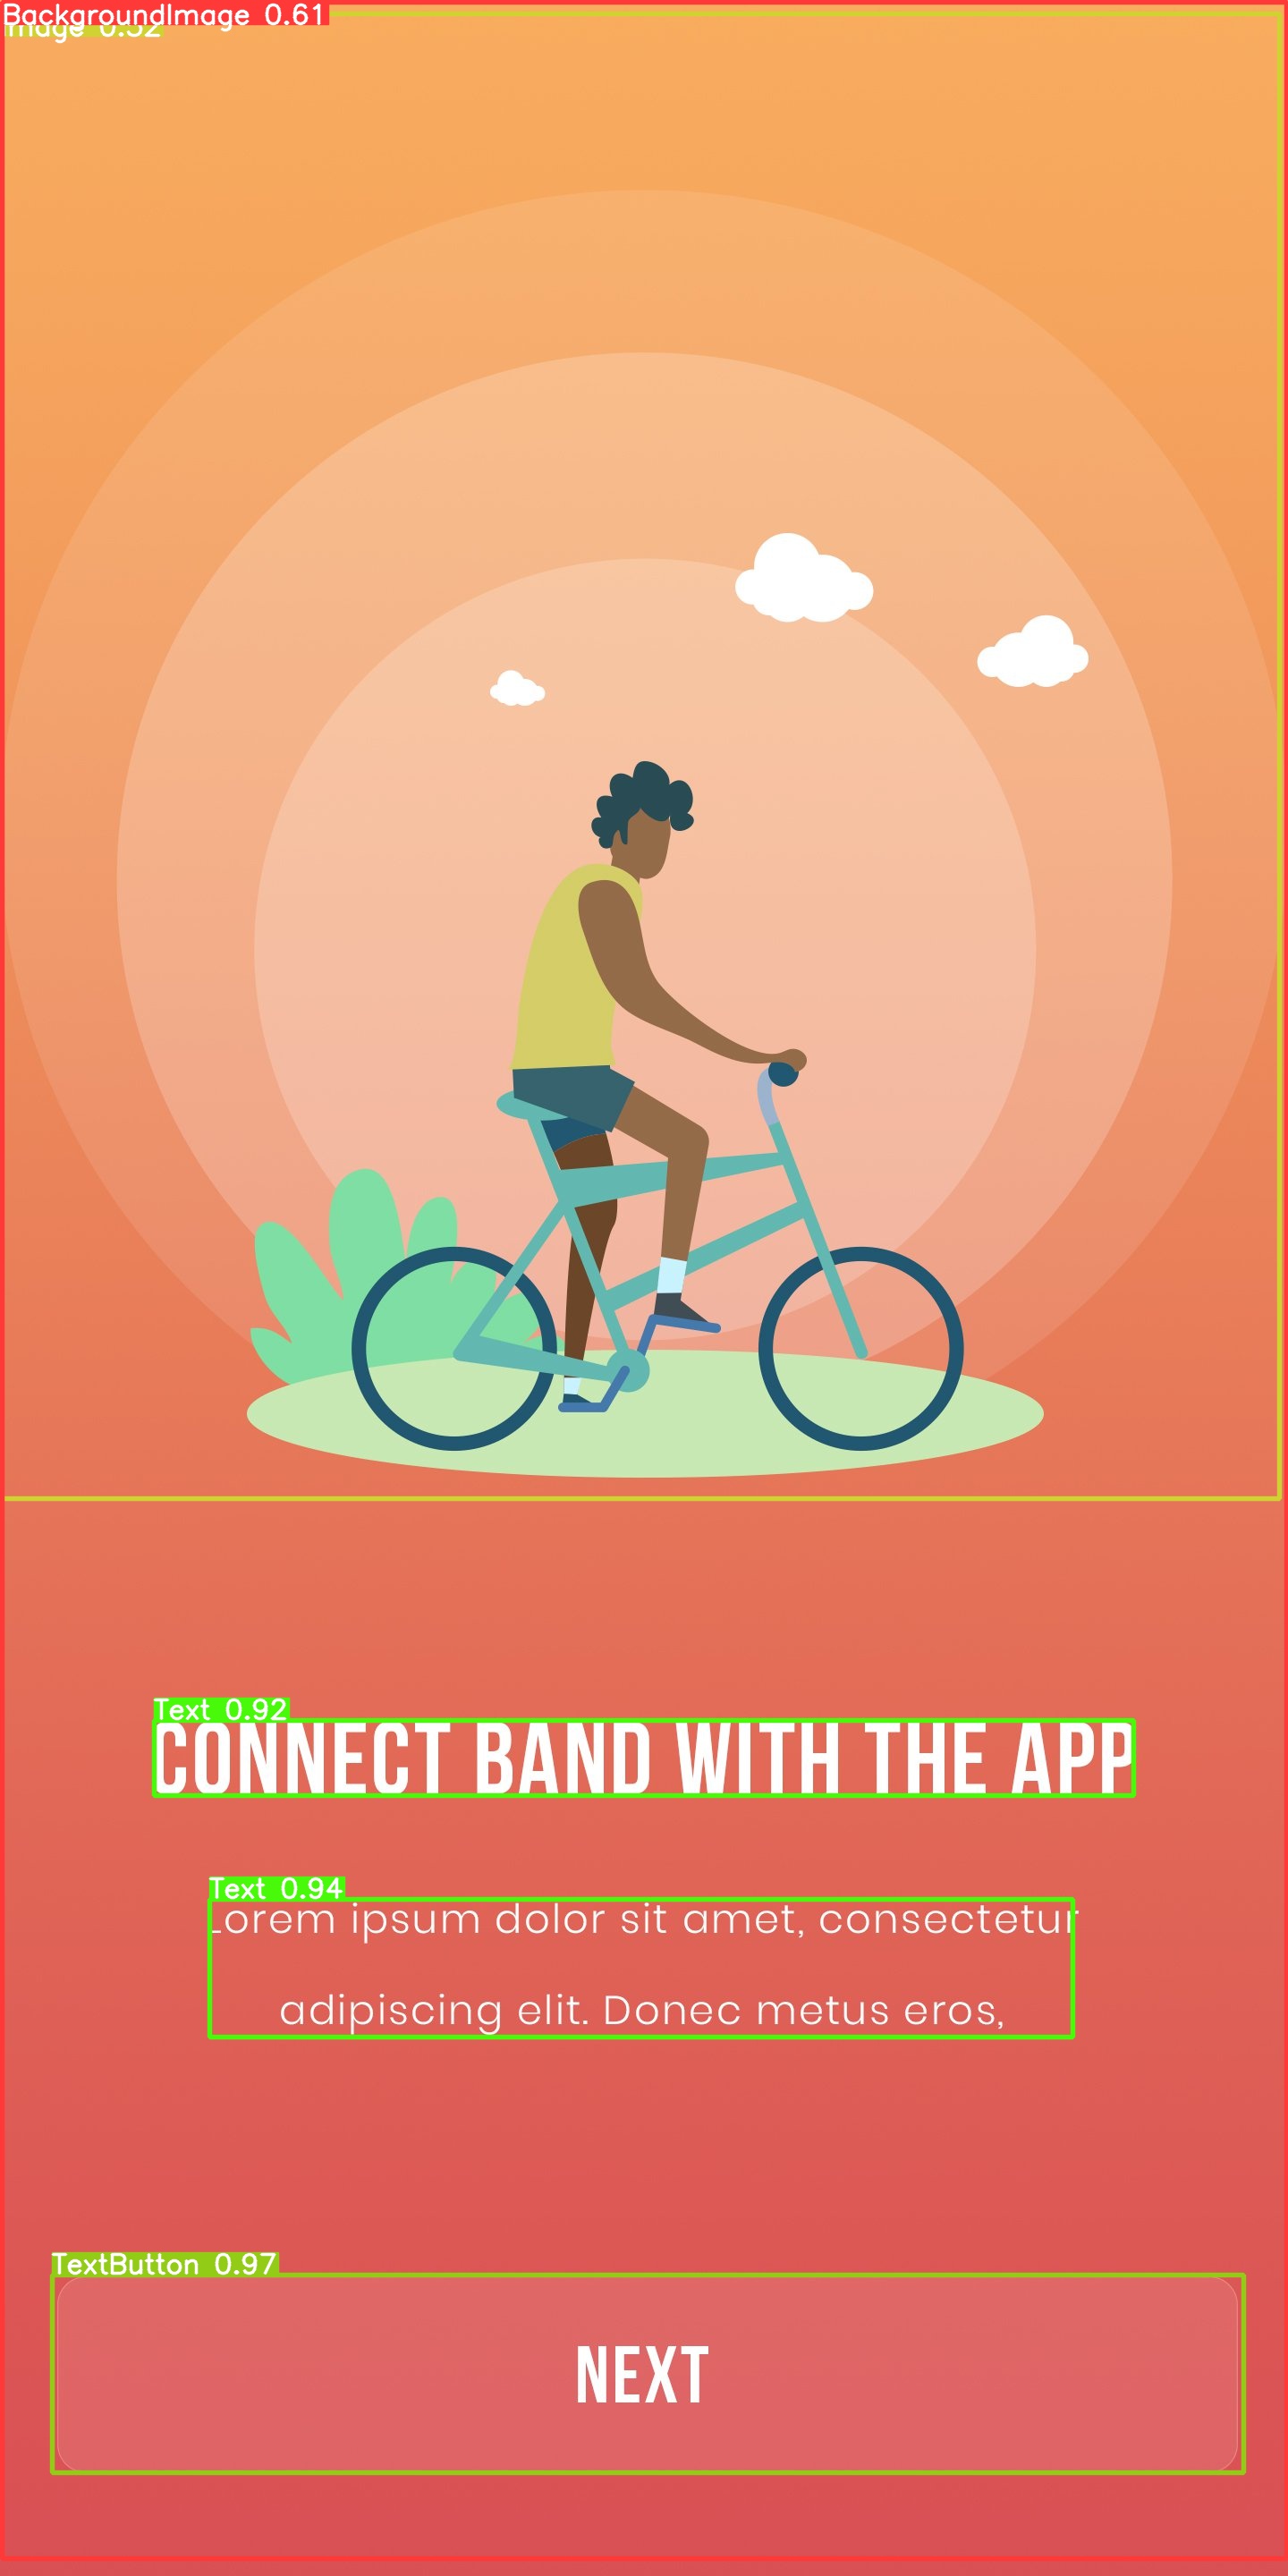 BackgroundImage 0.61
Image 0.52
Text 0.92
CONNECT BAND WITH THE APP
Text 0.94
Lorem ipsum dolor sit amet, consectetur
adipiscing elit. Donec metus eros,
TextButton 0.97
NEXT